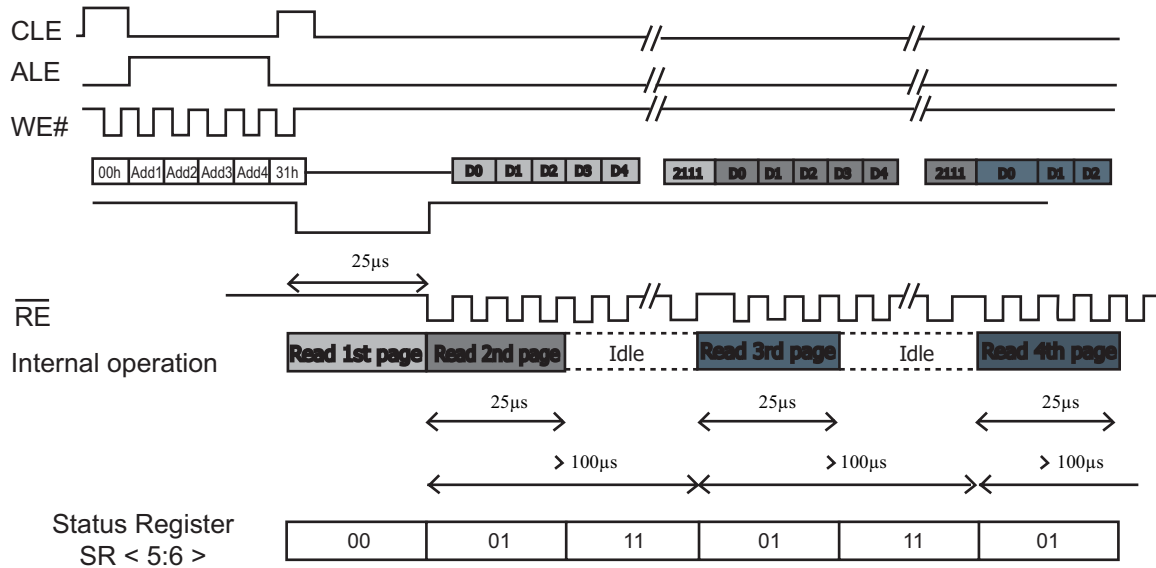 CLE
ALE
WE#
00h Add1 Add2 Add3 Add4 31h D0 D1 D2 D3 D4 2111 D0 D1 D2 D3 D4 2111 D0 D1 D2
25µs
RE
Internal operation
Read 1st page Read 2nd page Idle Read 3rd page Idle Read 4th page
25µs 25µs 25µs
> 100µs > 100µs > 100µs
Status Register
SR < 5:6 >
00 01 11 01 11 01